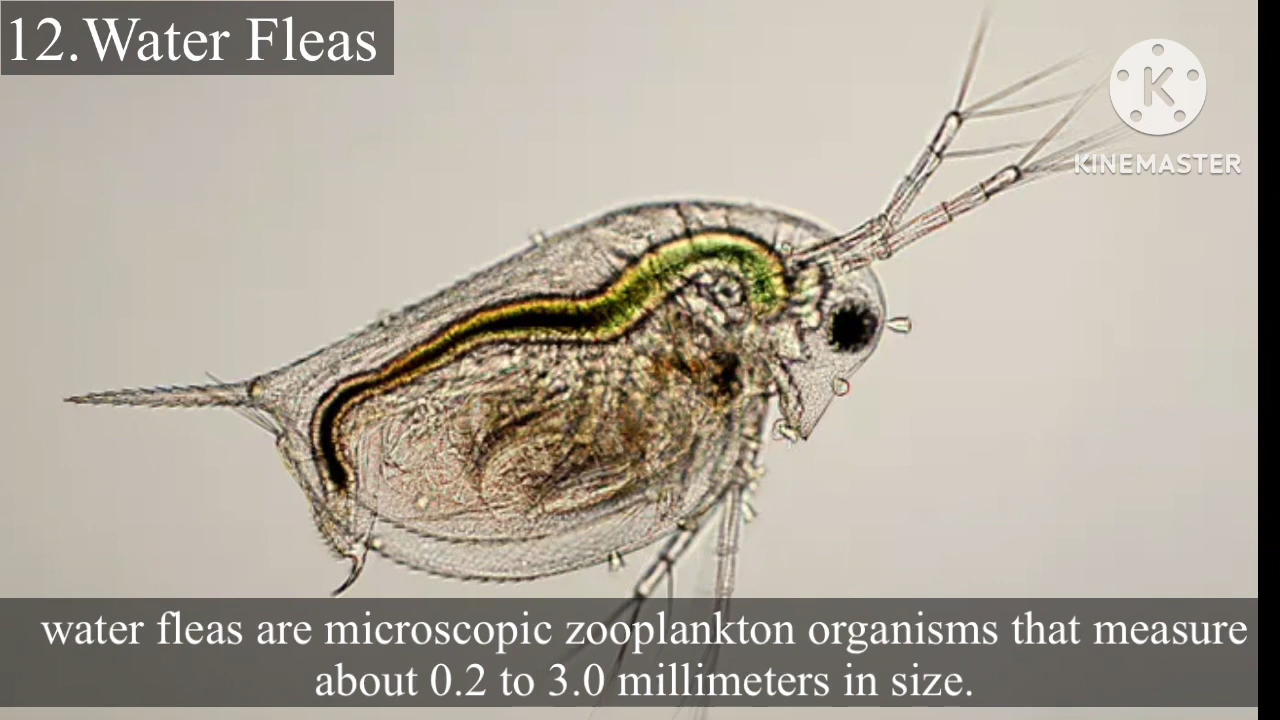 12.Water Fleas
K
KINEMASTER
water fleas are microscopic zooplankton organisms that measure
about 0.2 to 3.0 millimeters in size.